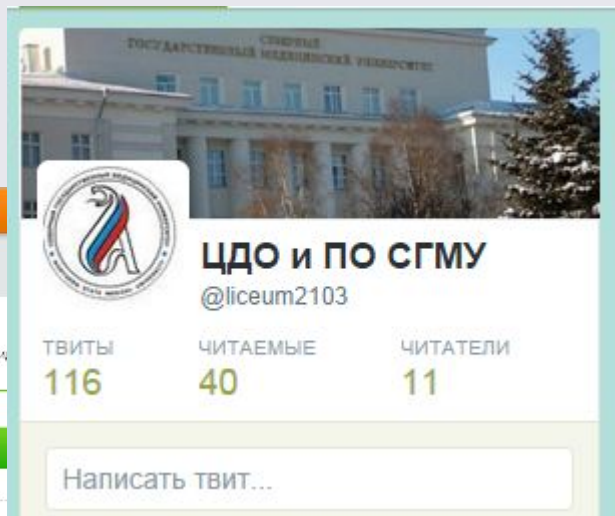 СЕВЕРНЫЙ
ГОСУДАРСТВЕННЫЙ МЕДИЦИНСКИЙ УНИВЕРСИТЕТ
ЦДО и ПО СГМУ
@liceum2103
ТВИТЫ ЧИТАЕМЫЕ ЧИТАТЕЛИ
116 40 11
Написать твит...